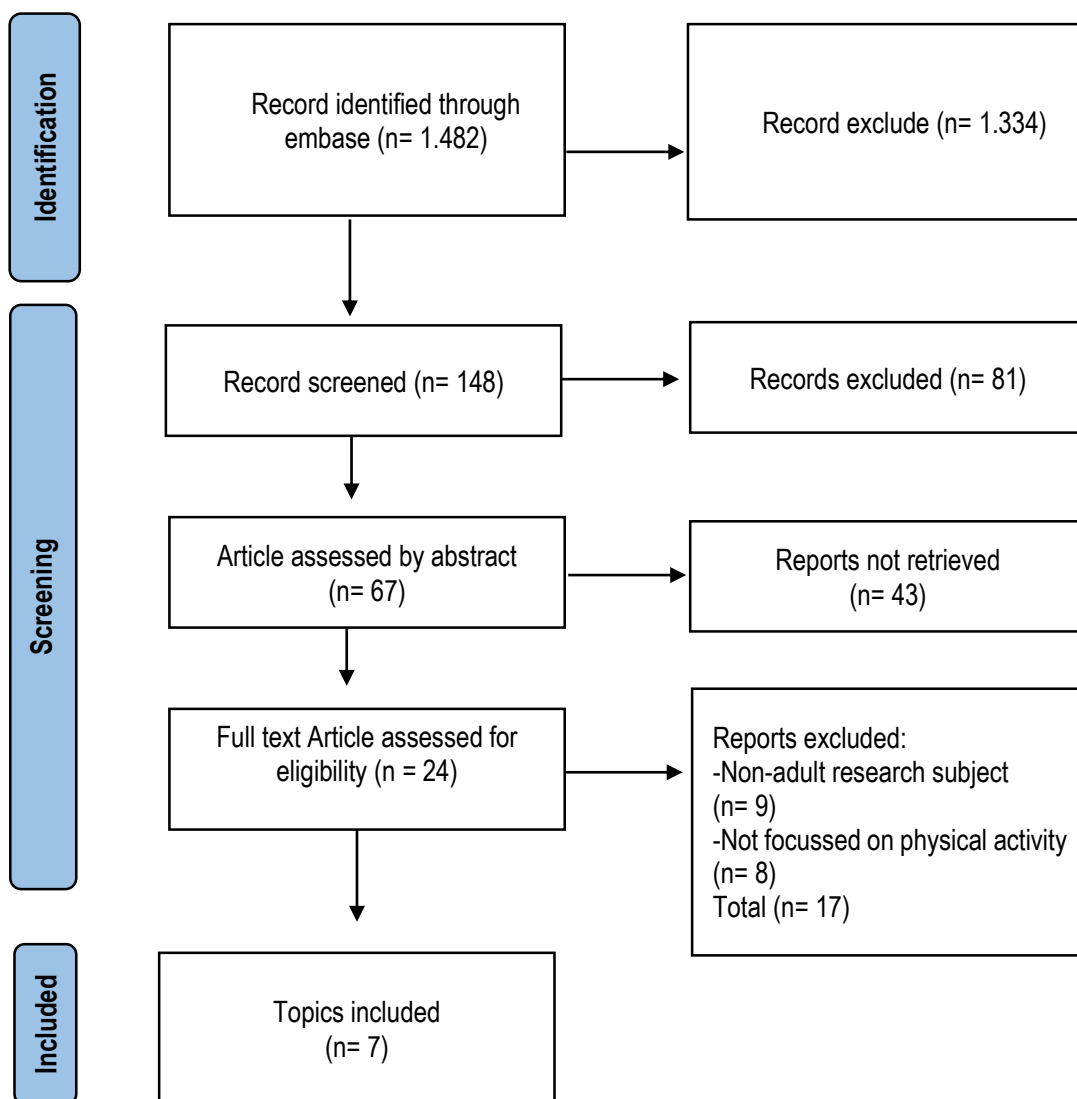 Identification
Record identified through
embase (n= 1.482)
Record exclude (n= 1.334)
Screening
Record screened (n= 148)
Records excluded (n= 81)
Article assessed by abstract
(n= 67)
Reports not retrieved
(n= 43)
Full text Article assessed for
eligibility (n = 24)
Reports excluded:
-Non-adult research subject
(n= 9)
-Not focussed on physical activity
(n= 8)
Total (n= 17)
Included
Topics included
(n= 7)